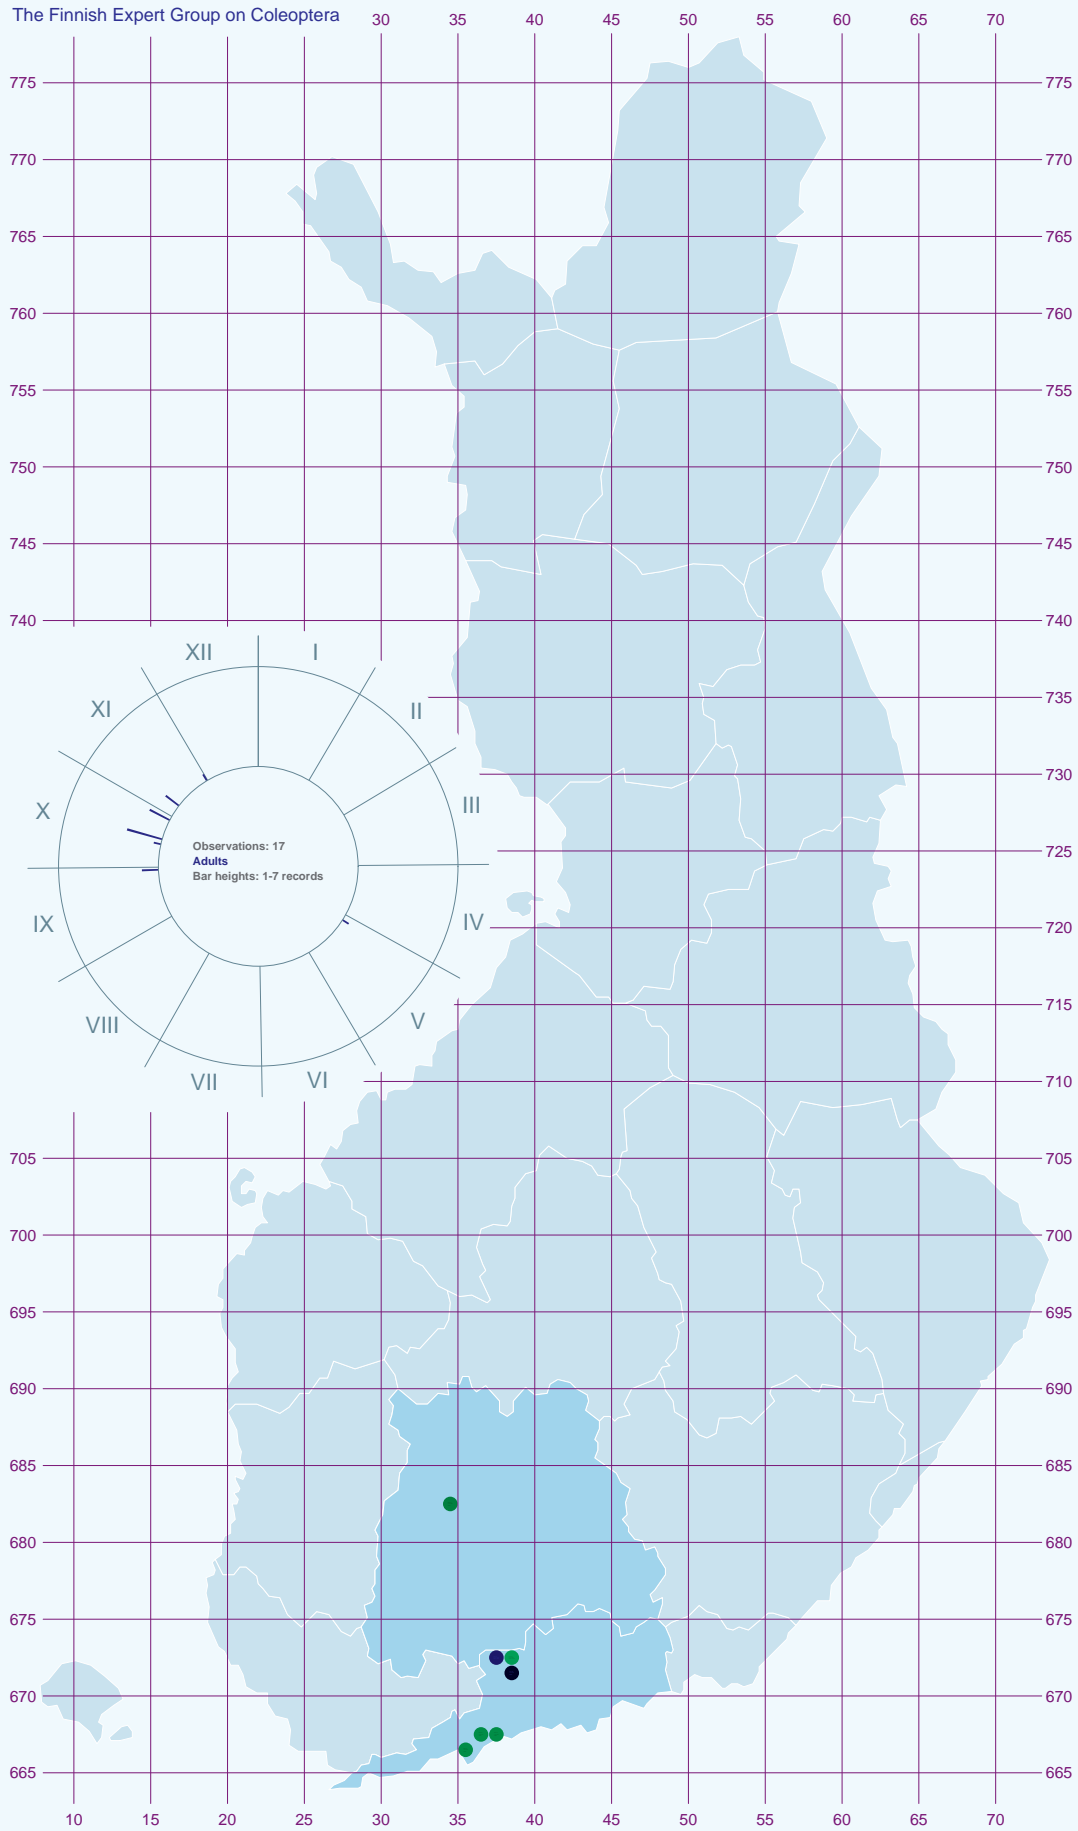 The Finnish Expert Group on Coleoptera
30 35 40 45 50 55 60 65 70
775 775
770 770
765 765
760 760
755 755
750 750
745 745
740 740
XII I
735
XI II
730
X III
Observations: 17
Adults
Bar heights: 1-7 records
725
IX IV
720
VIII V
715
VII VI
710
705 705
700 700
695 695
690 690
685 685
680 680
675 675
670 670
665 665
10 15 20 25 30 35 40 45 50 55 60 65 70